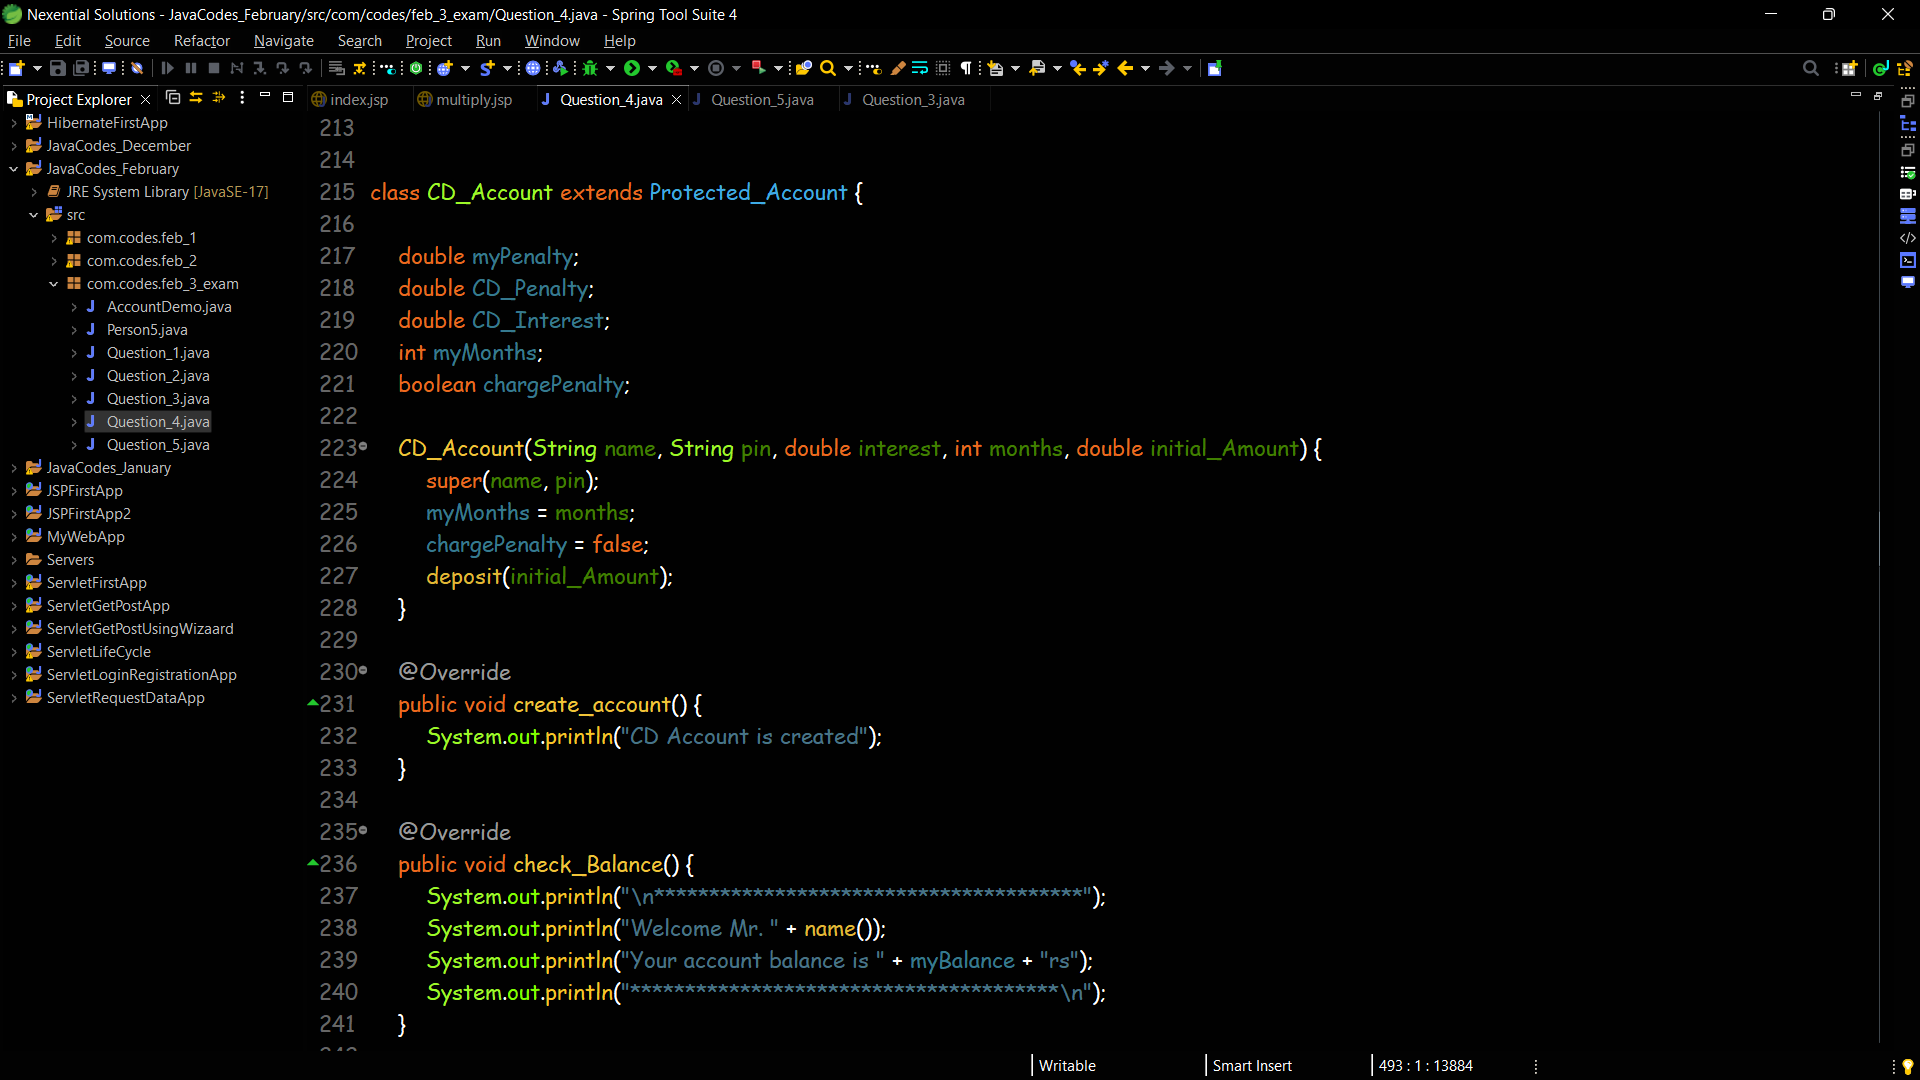 Nexential Solutions - JavaCodes_February/src/com/codes/feb_3_exam/Question_4.java - Spring Tool Suite 4
File Edit Source Refactor Navigate Search Project Run Window Help
Project Explorer
index.jsp multiply.jsp Question_4.java Question_5.java Question_3.java
HibernateFirstApp
JavaCodes_December
JavaCodes_February
JRE System Library [JavaSE-17]
src
com.codes.feb_1
com.codes.feb_2
com.codes.feb_3_exam
AccountDemo.java
Person5.java
Question_1.java
Question_2.java
Question_3.java
Question_4.java
Question_5.java
JavaCodes_January
JSPFirstApp
JSPFirstApp2
MyWebApp
Servers
ServletFirstApp
ServletGetPostApp
ServletGetPostUsingWizaard
ServletLifeCycle
ServletLoginRegistrationApp
ServletRequestDataApp
213
214
215 class CD_Account extends Protected_Account {
216
217 double myPenalty;
218 double CD_Penalty;
219 double CD_Interest;
220 int myMonths;
221 boolean chargePenalty;
222
223 CD_Account(String name, String pin, double interest, int months, double initial_Amount) {
224 super(name, pin);
225 myMonths = months;
226 chargePenalty = false;
227 deposit(initial_Amount);
228 }
229
230 @Override
231 public void create_account() {
232 System.out.println("CD Account is created");
233 }
234
235 @Override
236 public void check_Balance() {
237 System.out.println("\n***************************************");
238 System.out.println("Welcome Mr. " + name());
239 System.out.println("Your account balance is " + myBalance + "rs");
240 System.out.println("***************************************\n");
241 }
Writable Smart Insert 493 : 1 : 13884